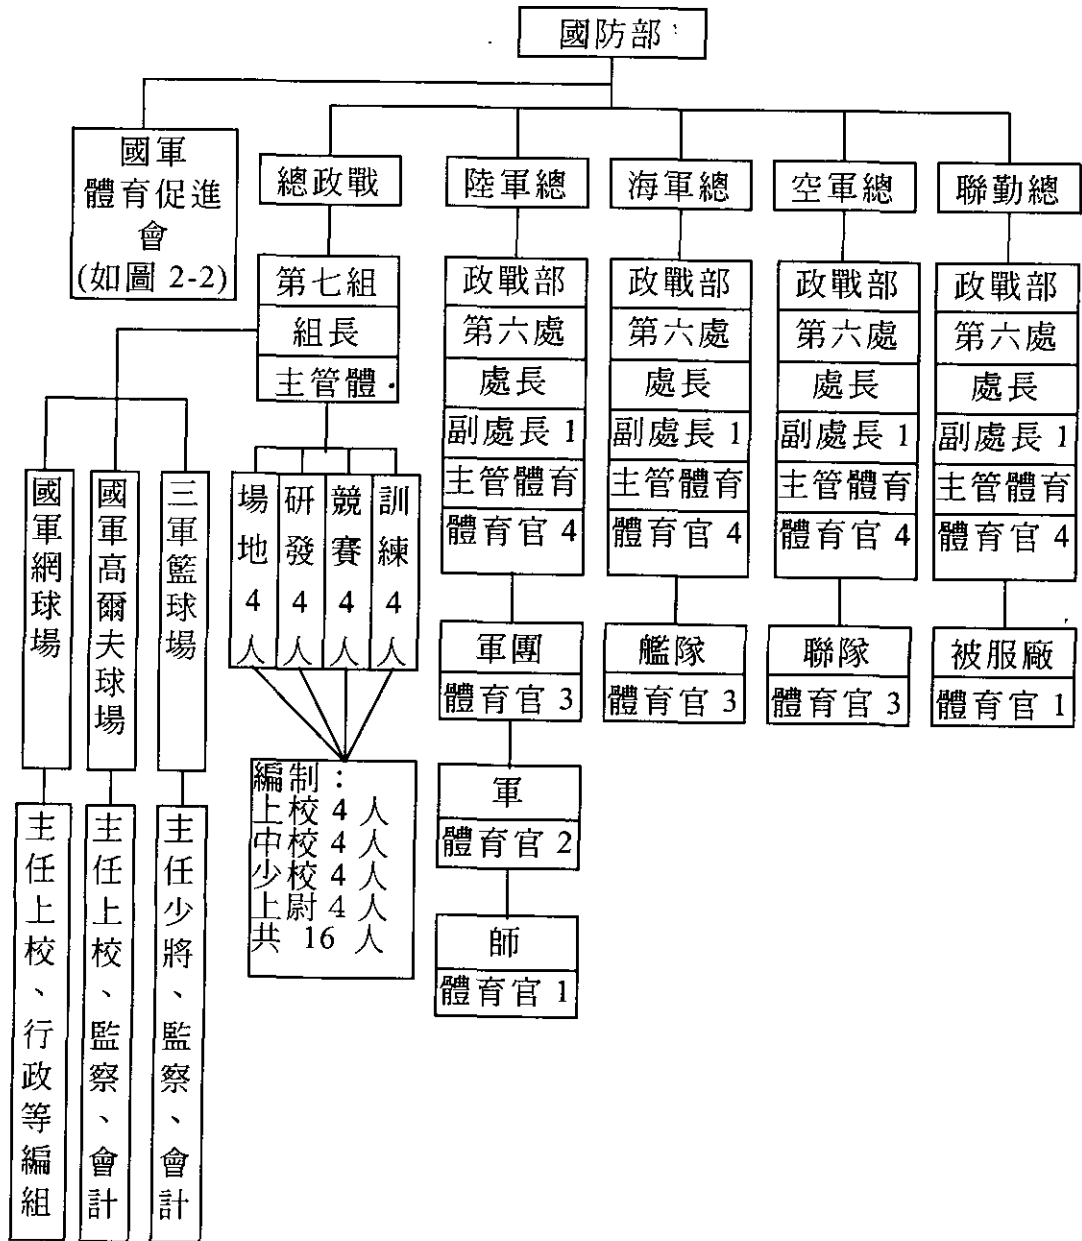 國防部
國軍
體育促進
會
(如圖 2-2)
總政戰
陸軍總
海軍總
空軍總
聯勤總
第七組
組長
主管體
政戰部
第六處
處長
副處長 1
主管體育
體育官 4
政戰部
第六處
處長
副處長 1
主管體育
體育官 4
政戰部
第六處
處長
副處長 1
主管體育
體育官 4
政戰部
第六處
處長
副處長 1
主管體育
體育官 4
國軍網球場
國軍高爾夫球場
三軍籃球場
場地 4 人
研發 4 人
競賽 4 人
訓練 4 人
軍團
體育官 3
艦隊
體育官 3
聯隊
體育官 3
被服廠
體育官 1
編制：
上校 4 人
中校 4 人
少校 4 人
上尉 4 人
共 16 人
軍
體育官 2
師
體育官 1
主任上校、行政等編組
主任上校、監察、會計
主任少將、監察、會計